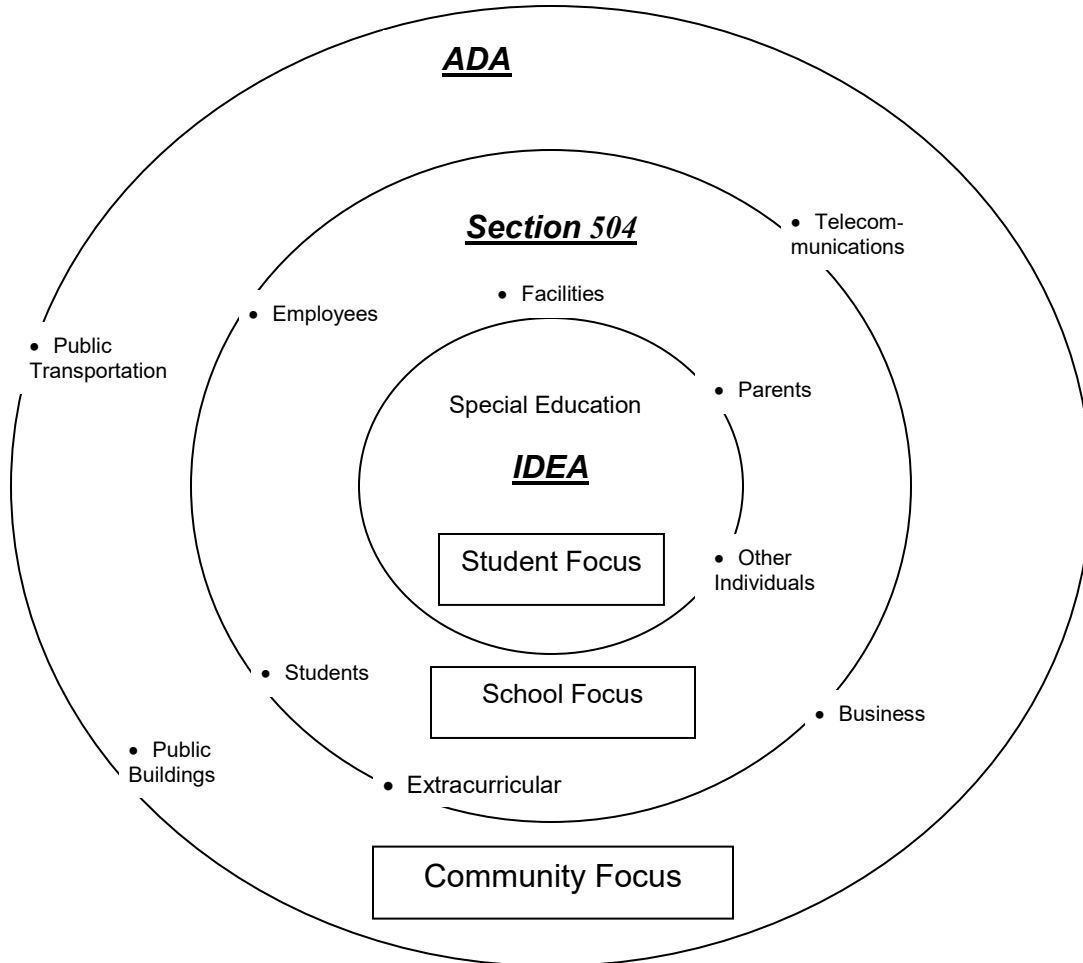 ADA
Section 504
• Telecom-
munications
• Facilities
• Employees
• Public
Transportation
• Parents
Special Education
IDEA
Student Focus
• Other
Individuals
• Students
School Focus
• Business
• Public
Buildings
• Extracurricular
Community Focus